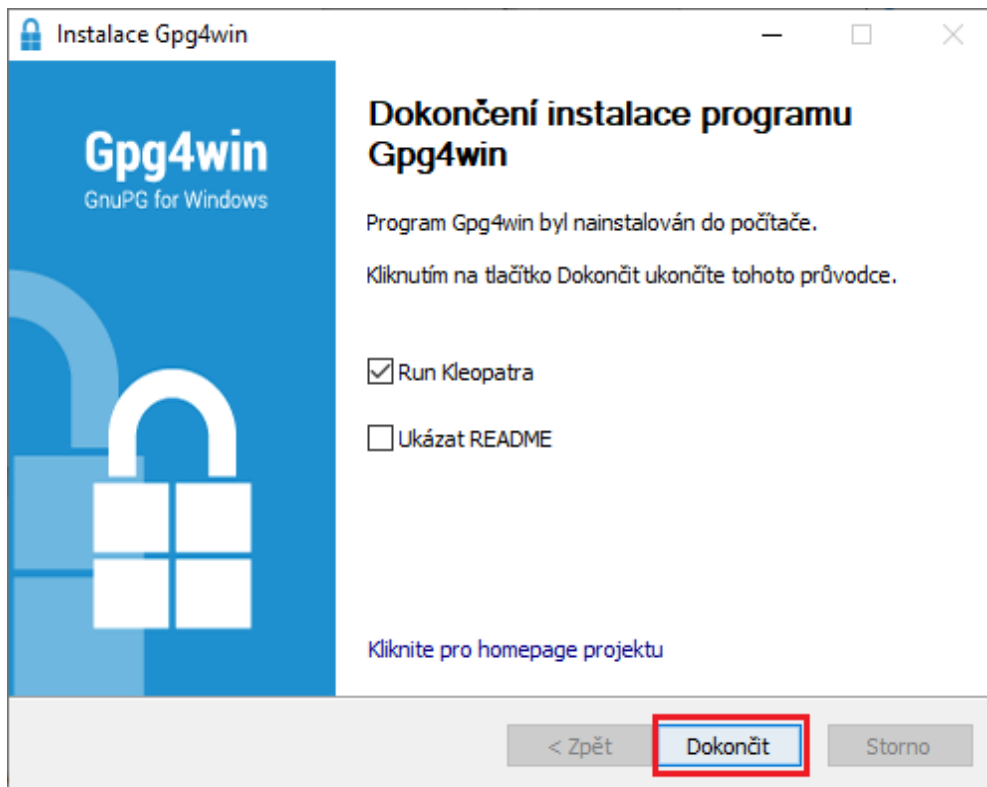 Instalace Gpg4win
Gpg4win
GnuPG for Windows
Dokončení instalace programu
Gpg4win
Program Gpg4win byl nainstalován do počítače.
Kliknutím na tlačítko Dokončit ukončíte tohoto průvodce.
Run Kleopatra
Ukázat README
Kliknite pro homepage projektu
< Zpět
Dokončit
Storno